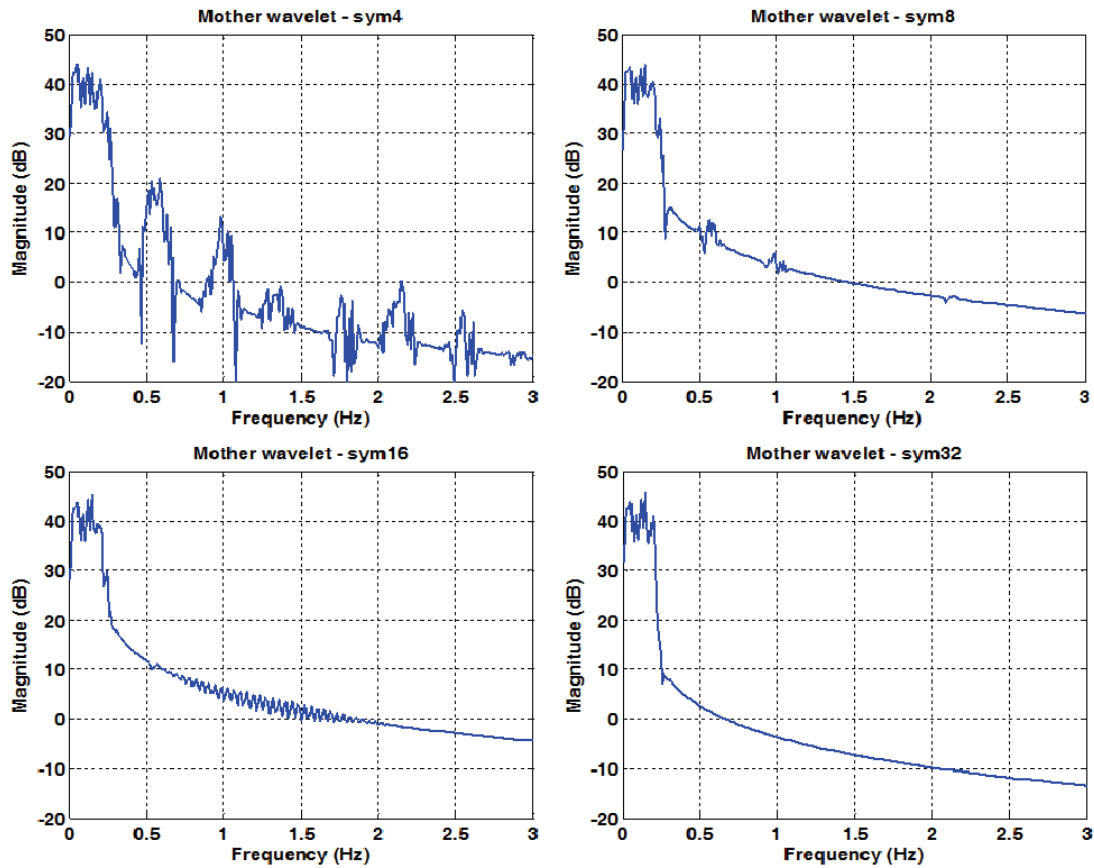 Mother wavelet - sym4
50
40
30
20
10
0
-10
-20
Magnitude (dB)
0 0.5 1 1.5 2 2.5 3
Frequency (Hz)
Mother wavelet - sym8
50
40
30
20
10
0
-10
-20
Magnitude (dB)
0 0.5 1 1.5 2 2.5 3
Frequency (Hz)
Mother wavelet - sym16
50
40
30
20
10
0
-10
-20
Magnitude (dB)
0 0.5 1 1.5 2 2.5 3
Frequency (Hz)
Mother wavelet - sym32
50
40
30
20
10
0
-10
-20
Magnitude (dB)
0 0.5 1 1.5 2 2.5 3
Frequency (Hz)